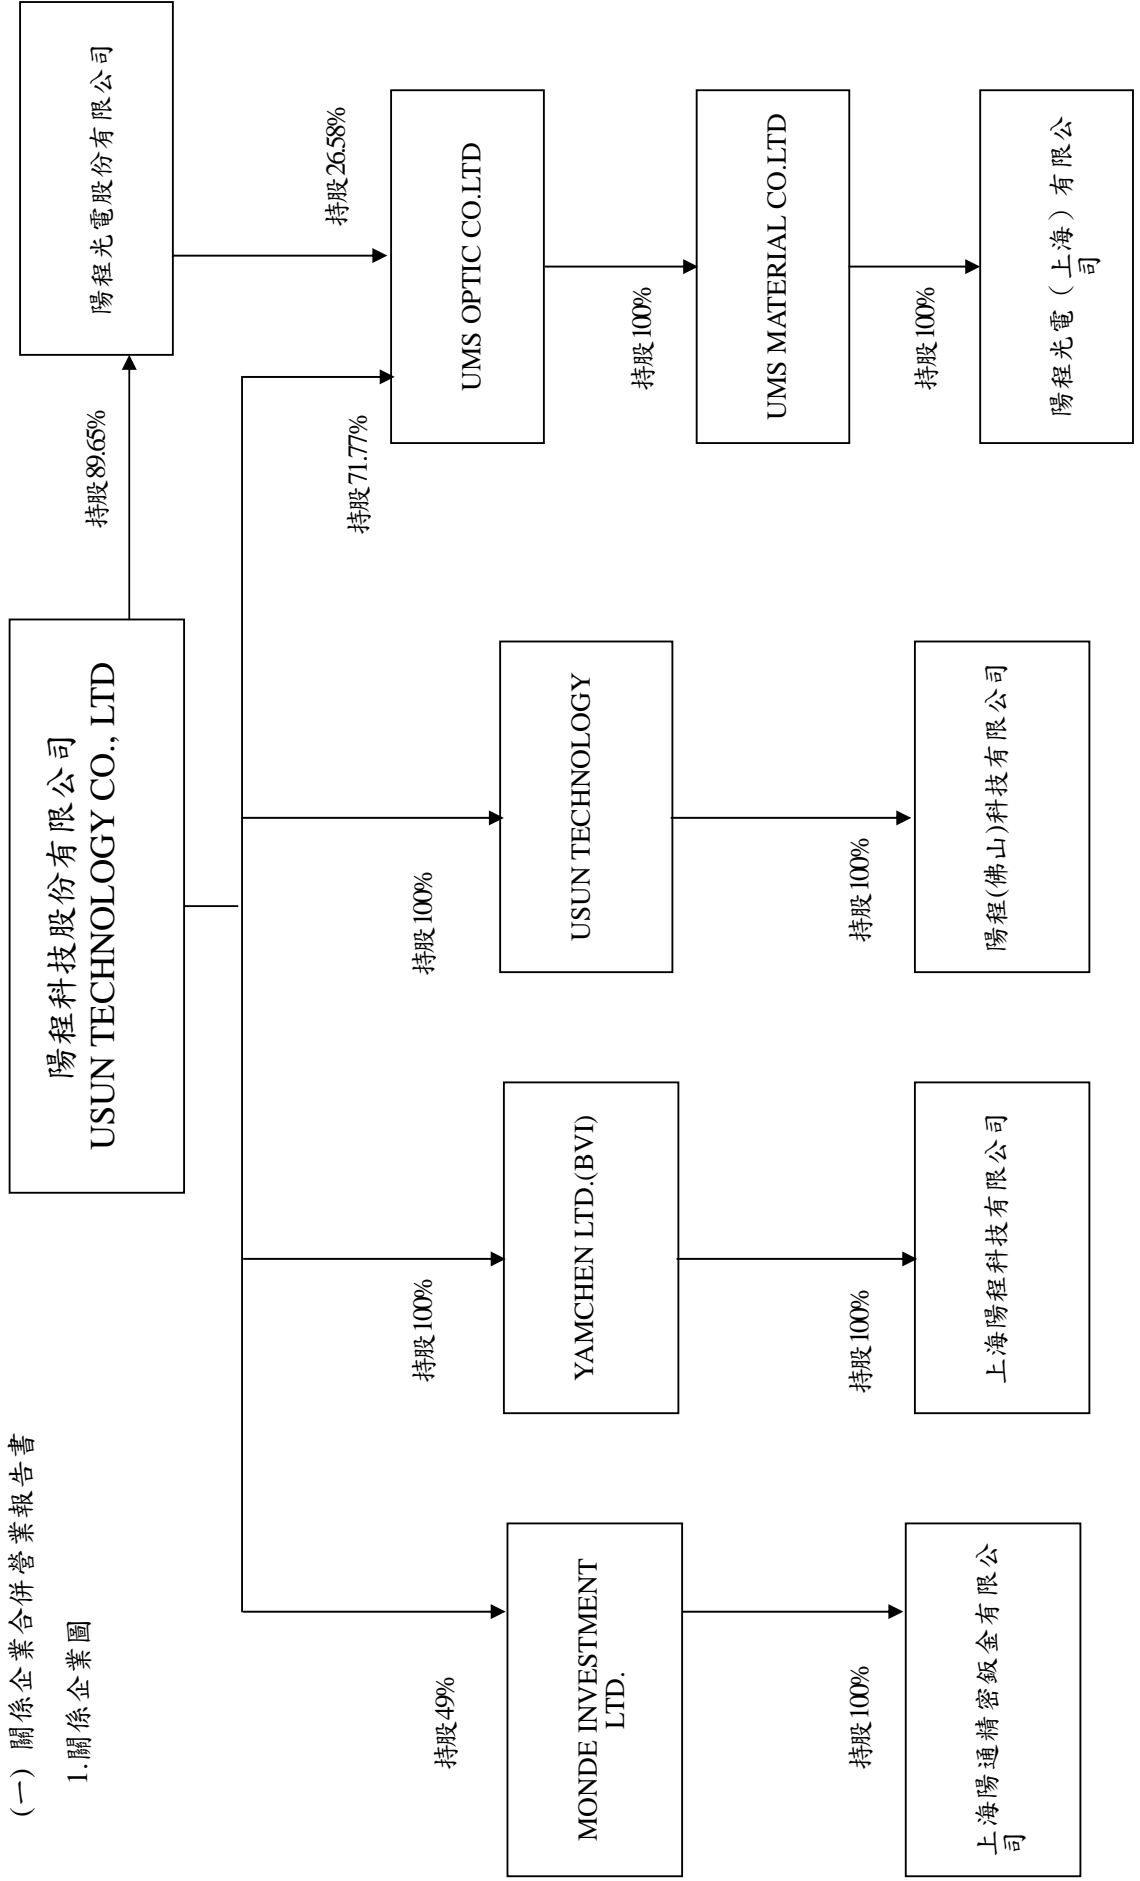 (一) 關係企業合併營業報告書
1.關係企業圖
陽程科技股份有限公司
USUN TECHNOLOGY CO., LTD
持股89.65%
陽程光電股份有限公司
持股49%
持股100%
持股100%
持股71.77%
持股26.58%
MONDE INVESTMENT
LTD.
YAMCHEN LTD.(BVI)
USUN TECHNOLOGY
UMS OPTIC CO.LTD
持股100%
UMS MATERIAL CO.LTD
持股100%
持股100%
持股100%
持股100%
上海陽通精密鈑金有限公
司
上海陽程科技有限公司
陽程(佛山)科技有限公司
陽程光電（上海）有限公
司